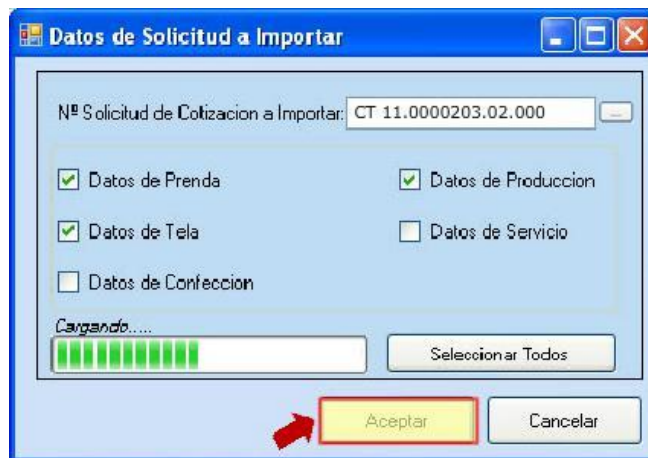 Datos de Solicitud a Importar
Nº Solicitud de Cotizacion a Importar: CT 11.0000203.02.000 ...
Datos de Prenda
Datos de Produccion
Datos de Tela
Datos de Servicio
Datos de Confeccion
Cargando.....
Seleccionar Todos
Aceptar
Cancelar